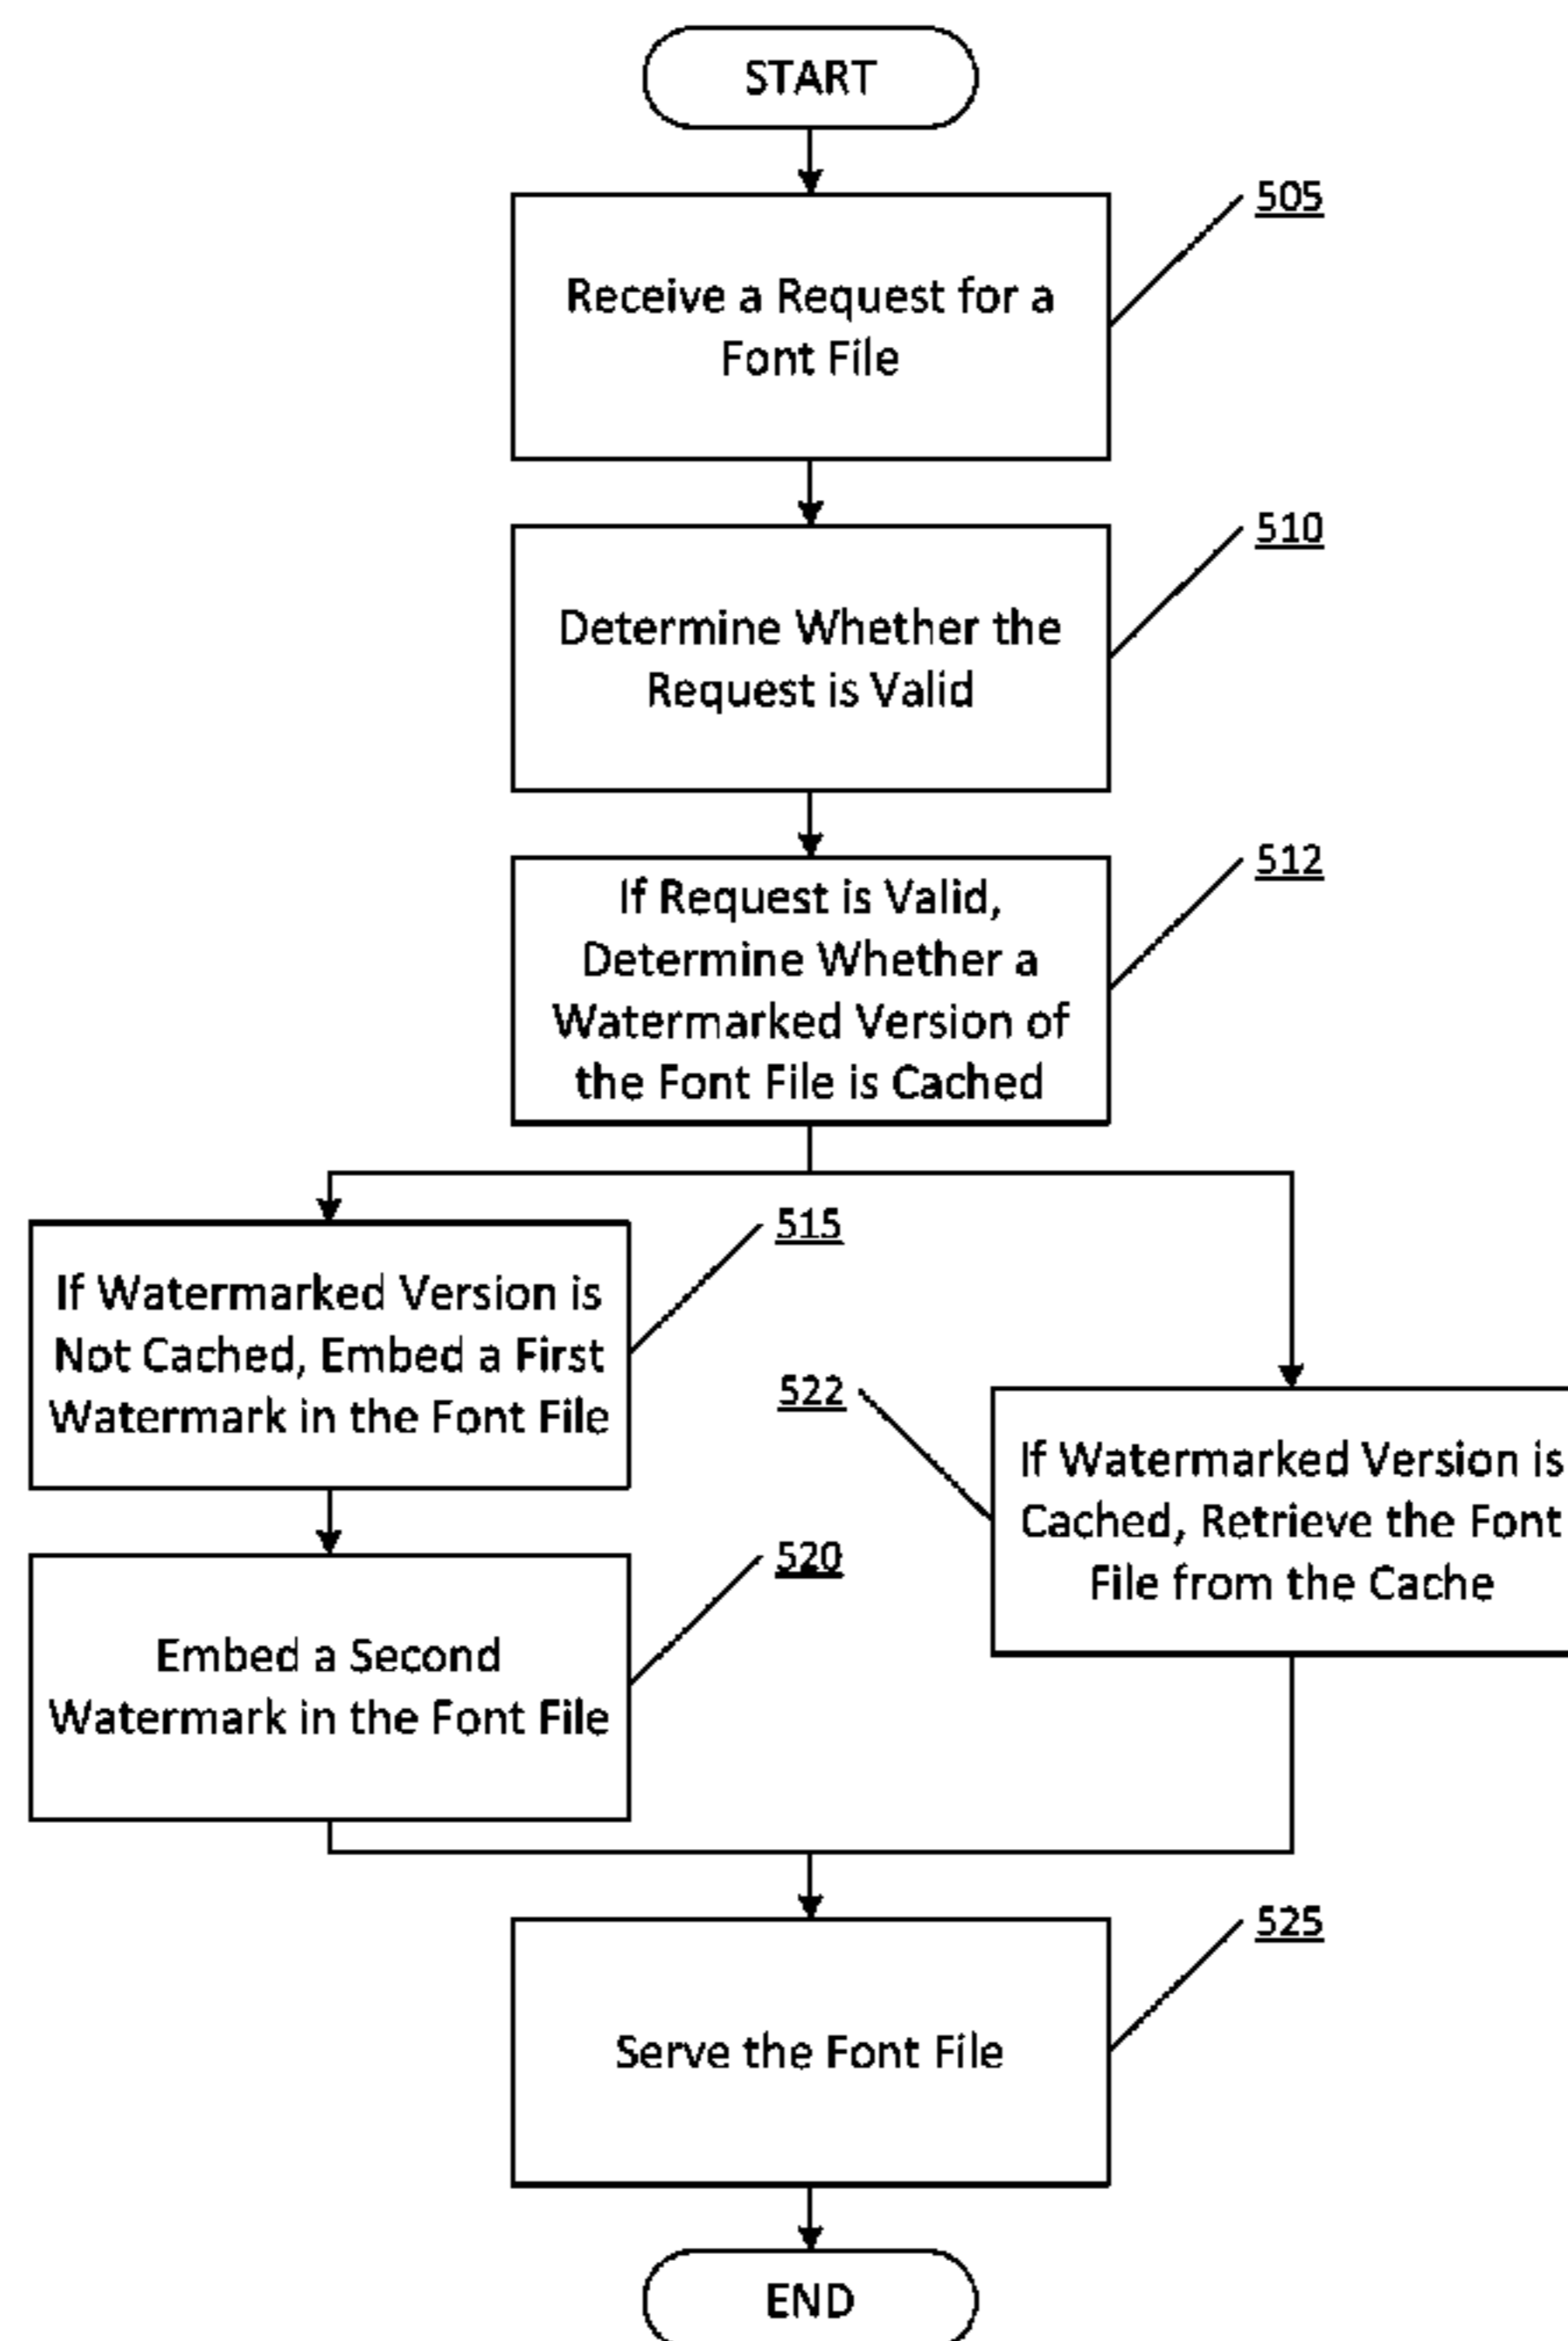 START
505
Receive a Request for a
Font File
510
Determine Whether the
Request is Valid
512
If Request is Valid,
Determine Whether a
Watermarked Version of
the Font File is Cached
515
If Watermarked Version is
Not Cached, Embed a First
Watermark in the Font File
522
If Watermarked Version is
Cached, Retrieve the Font
File from the Cache
520
Embed a Second
Watermark in the Font File
525
Serve the Font File
END